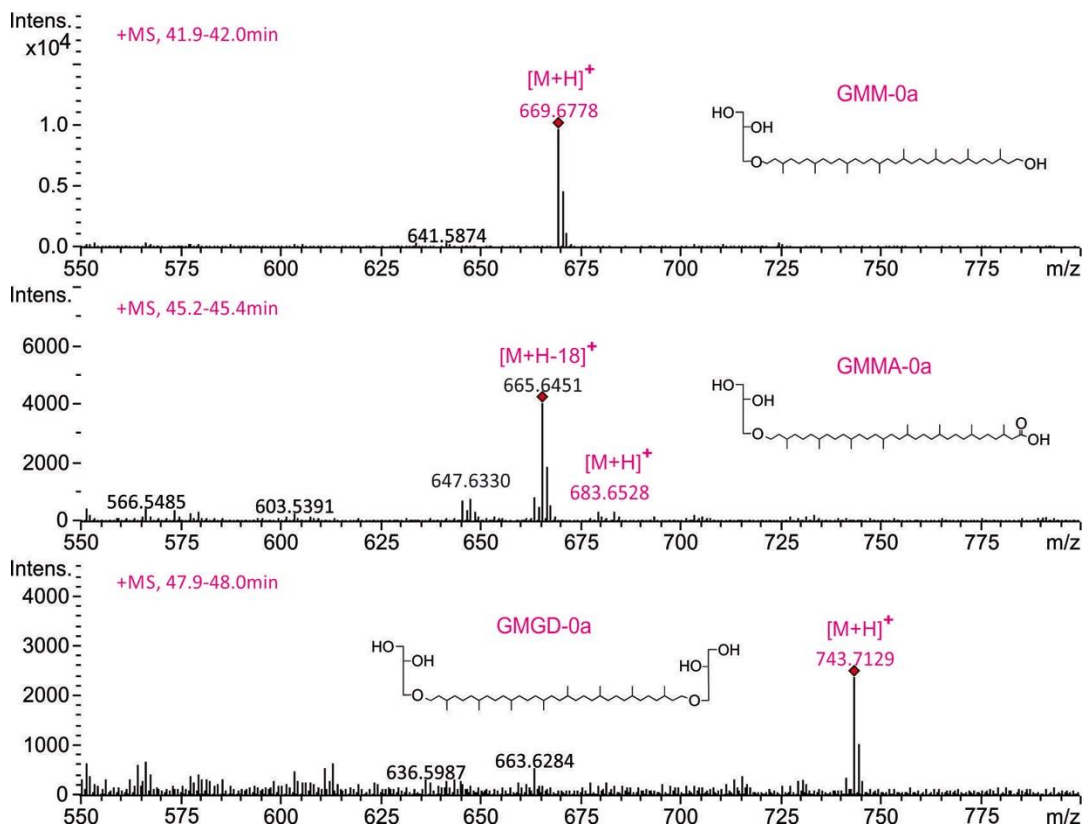 Intens.
x10⁴
+MS, 41.9-42.0min
[M+H]⁺
669.6778
GMM-0a
HO
OH
O
OH
1.0
0.5
0.0
641.5874
550 575 600 625 650 675 700 725 750 775 m/z
Intens.
+MS, 45.2-45.4min
[M+H-18]⁺
665.6451
GMMA-0a
HO
OH
O
O
OH
6000
4000
2000
0
[M+H]⁺
683.6528
647.6330
566.5485
603.5391
550 575 600 625 650 675 700 725 750 775 m/z
Intens.
+MS, 47.9-48.0min
4000
3000
2000
1000
0
GMGD-0a
[M+H]⁺
743.7129
HO
OH
O
OH
HO
O
636.5987
663.6284
550 575 600 625 650 675 700 725 750 775 m/z